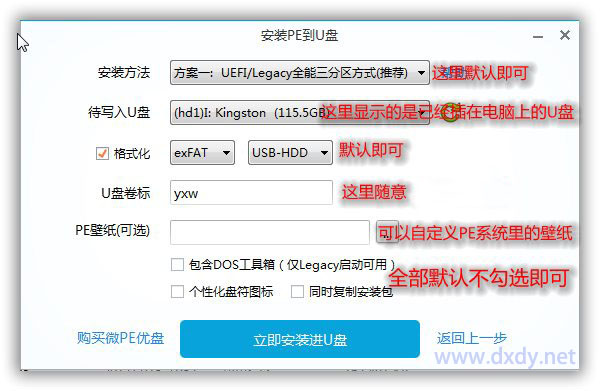 安装PE到U盘
安装方法 方案一：UEFI/Legacy全能三分区方式(推荐) 这里默认即可
待写入U盘 (hd1)I: Kingston (115.5GB) 这里显示的是已经插在电脑上的U盘
格式化 exFAT USB-HDD 默认即可
U盘卷标 yxw 这里随意
PE壁纸(可选) 可以自定义PE系统里的壁纸
包含DOS工具箱（仅Legacy启动可用）
全部默认不勾选即可
个性化盘符图标 同时复制安装包
购买微PE优盘 立即安装进U盘 返回上一步
www.dxdy.net